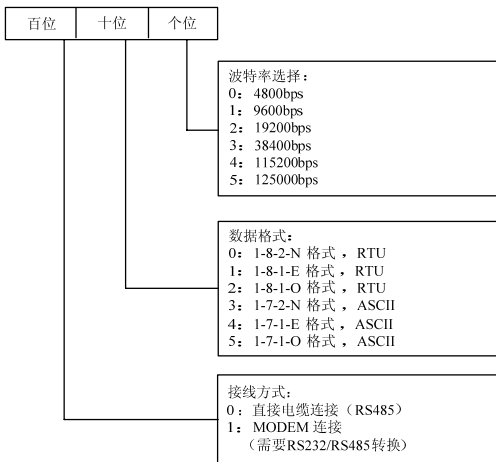 百位 十位 个位
波特率选择：
0：4800bps
1：9600bps
2：19200bps
3：38400bps
4：115200bps
5：125000bps
数据格式：
0：1-8-2-N 格式，RTU
1：1-8-1-E 格式，RTU
2：1-8-1-O 格式，RTU
3：1-7-2-N 格式，ASCII
4：1-7-1-E 格式，ASCII
5：1-7-1-O 格式，ASCII
接线方式：
0：直接电缆连接（RS485）
1：MODEM 连接
（需要RS232/RS485转换）